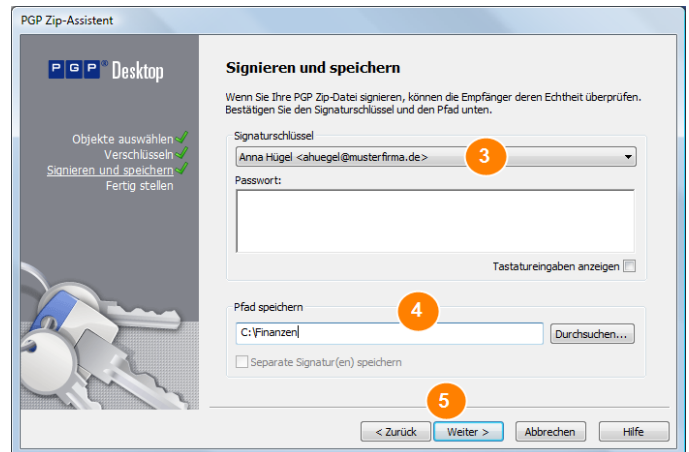 PGP Zip-Assistent
PGP® Desktop
Objekte auswählen
Verschlüsseln
Signieren und speichern
Fertig stellen
Signieren und speichern
Wenn Sie Ihre PGP Zip-Datei signieren, können die Empfänger deren Echtheit überprüfen.
Bestätigen Sie den Signaturschlüssel und den Pfad unten.
Signaturschlüssel
Anna Hügel <ahuegel@musterfirma.de>
3
Passwort:
Tastatureingaben anzeigen
Pfad speichern
4
C:\Finanzen
Durchsuchen...
Separate Signatur(en) speichern
5
< Zurück Weiter > Abbrechen Hilfe